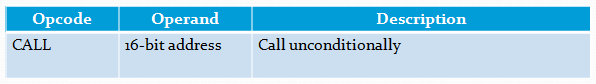 Opcode Operand Description
CALL 16-bit address Call unconditionally